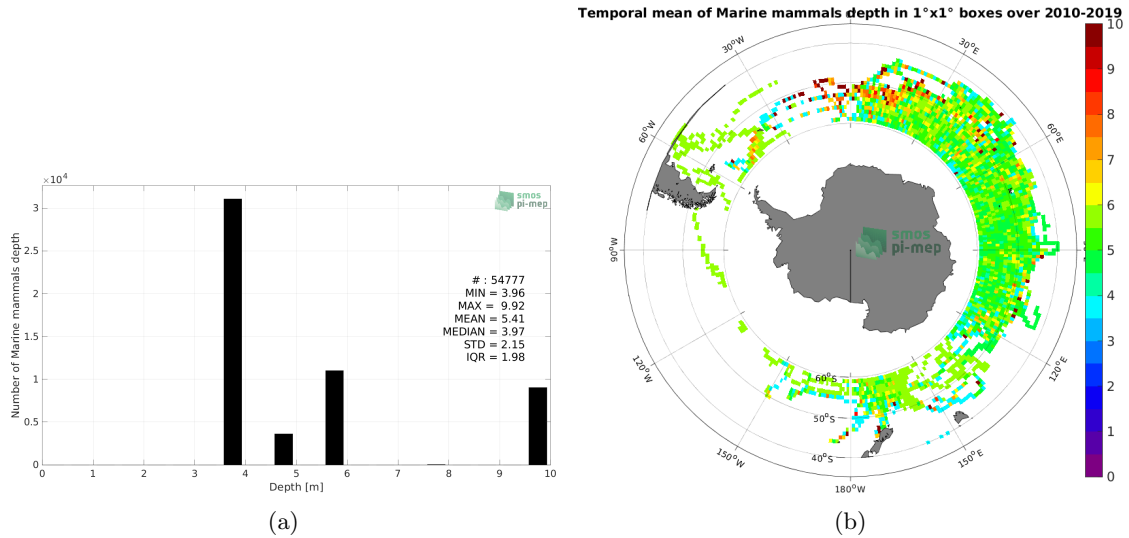 ×10⁴
3
2.5
2
1.5
1
0.5
0
0
1
2
3
4
5
6
7
8
9
10
Number of Marine mammals depth
Depth [m]
smos
pi-mep
# : 54777
MIN = 3.96
MAX = 9.92
MEAN = 5.41
MEDIAN = 3.97
STD = 2.15
IQR = 1.98
(a)
Temporal mean of Marine mammals depth in 1°x1° boxes over 2010-2019
30°W
30°E
60°W
60°E
90°W
120°W
120°E
150°W
150°E
180°W
60°S
50°S
40°S
smos
pi-mep
10
9
8
7
6
5
4
3
2
1
0
(b)